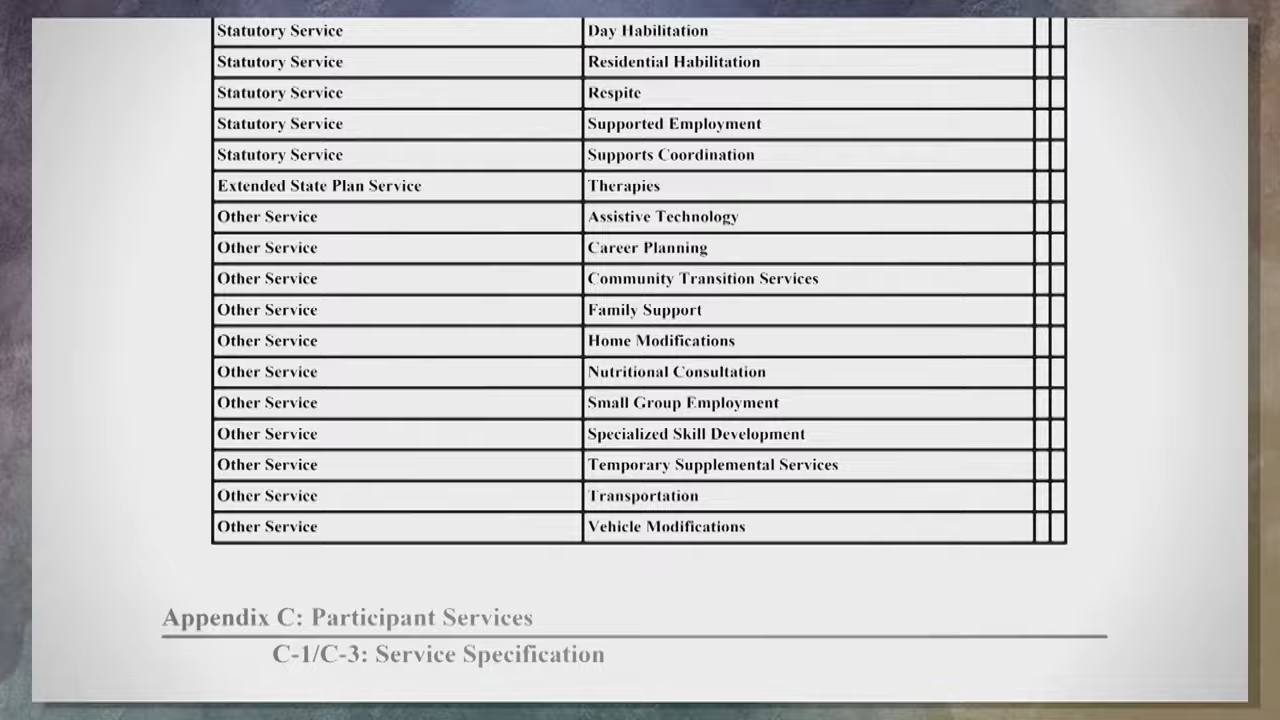 Statutory Service Day Habilitation
Statutory Service Residential Habilitation
Statutory Service Respite
Statutory Service Supported Employment
Statutory Service Supports Coordination
Extended State Plan Service Therapies
Other Service Assistive Technology
Other Service Career Planning
Other Service Community Transition Services
Other Service Family Support
Other Service Home Modifications
Other Service Nutritional Consultation
Other Service Small Group Employment
Other Service Specialized Skill Development
Other Service Temporary Supplemental Services
Other Service Transportation
Other Service Vehicle Modifications
Appendix C: Participant Services
C-1/C-3: Service Specification